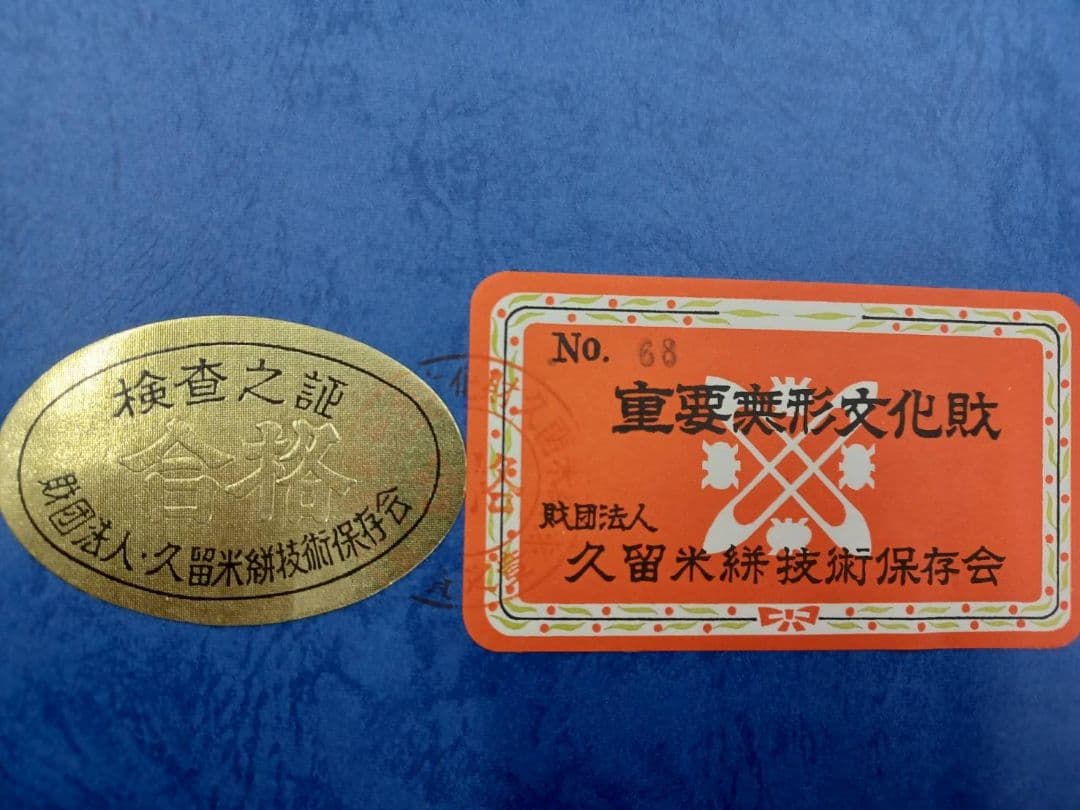 検査之証
合格
財団法人・久留米絣技術保存会
No. 68
重要無形文化財
財団法人
久留米絣技術保存会